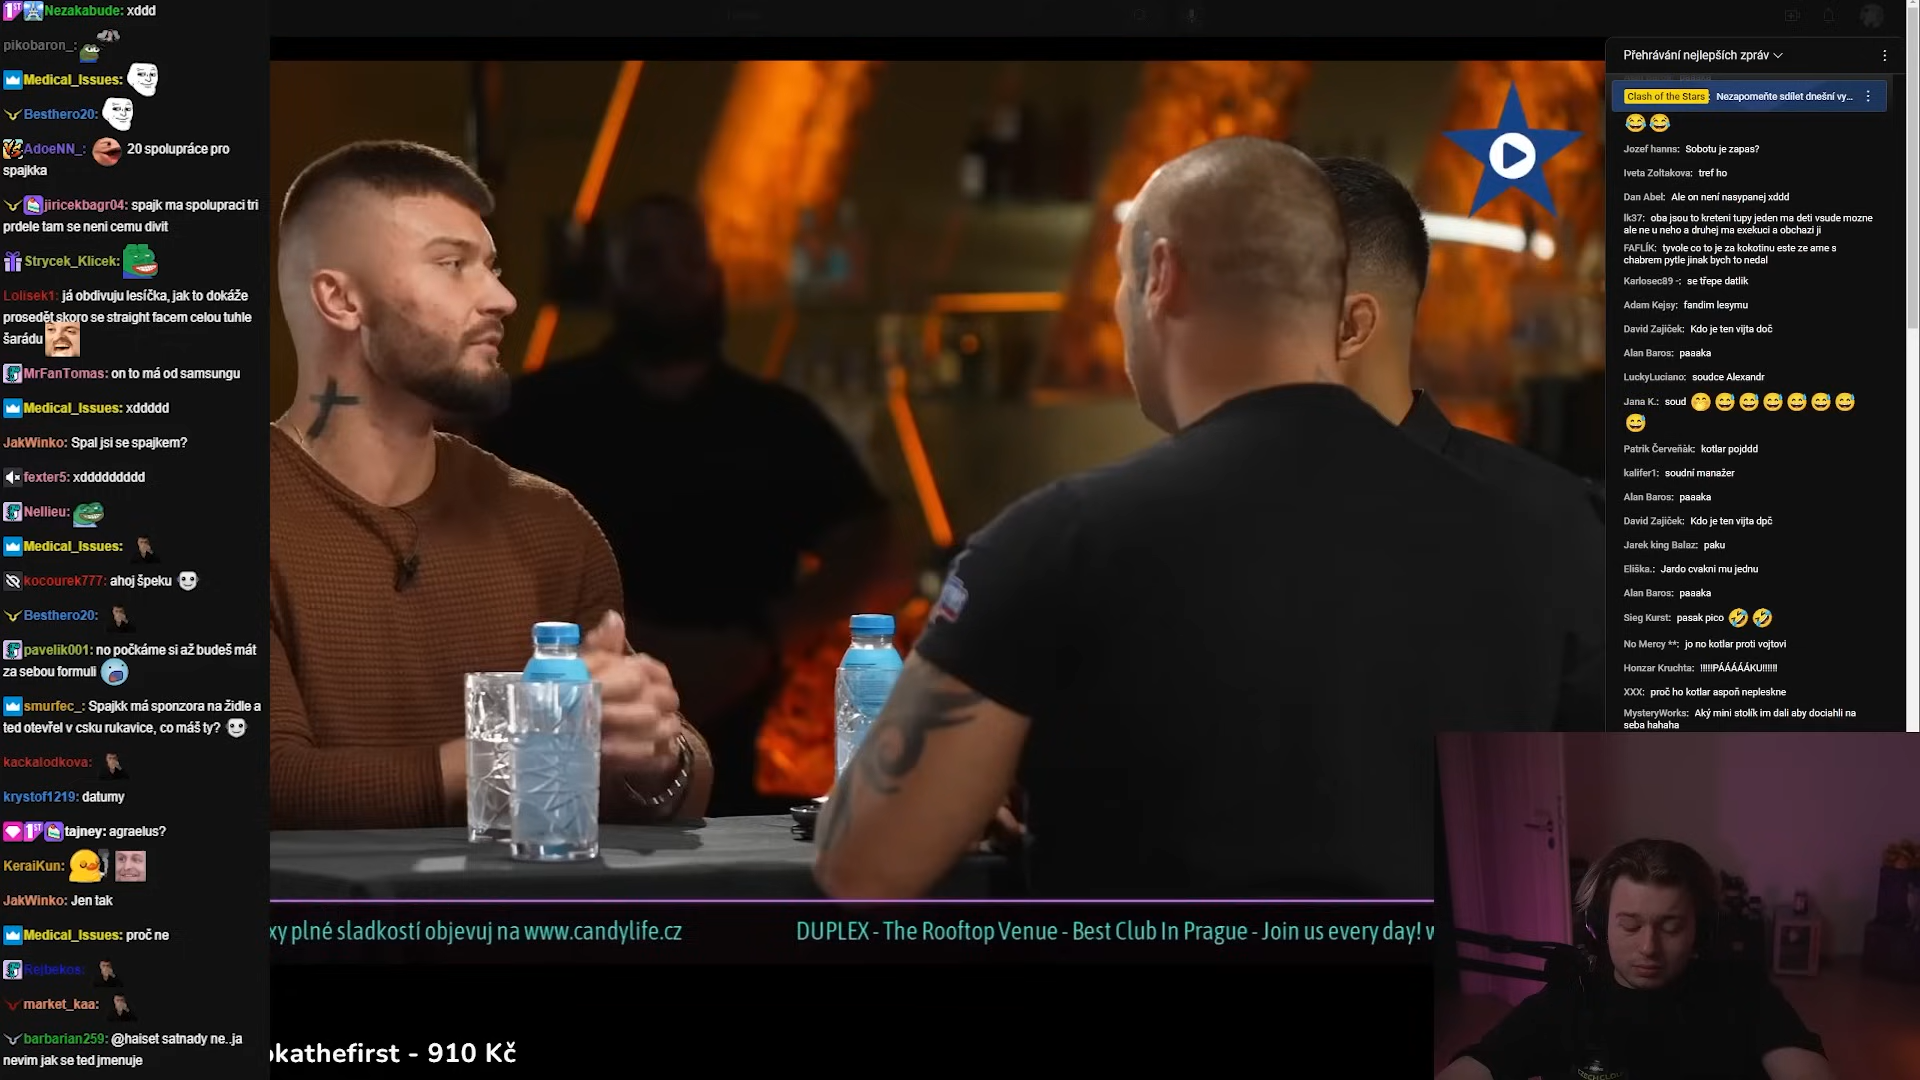 Nezakabude: xddd
pikobaron_:
Medical_Issues:
Besthero20:
AdoeNN_: 20 spolupráce pro
spajkka
jiricekbagr04: spajk ma spolupraci tri
prdele tam se neni cemu divit
Strycek_Klicek:
Lolisek1: já obdivuju lesíčka, jak to dokáže
prosedět skoro se straight facem celou tuhle
šarádu
MrFanTomas: on to má od samsungu
Medical_Issues: xddddd
JakWinko: Spal jsi se spajkem?
fexter5: xddddddddd
Nellieu:
Medical_Issues:
kocourek777: ahoj špeku
Besthero20:
pavelik001: no počkáme si až budeš mát
za sebou formuli
smurfec_: Spajkk má sponzora na židle a
ted otevřel v csku rukavice, co máš ty?
kackalodkova:
krystof1219: datumy
tajney: agraelus?
KeraiKun:
JakWinko: Jen tak
Medical_Issues: proč ne
Rejbekos:
market_kaa:
barbarian259: @haiset satnady ne..ja
nevim jak se ted jmenuje
xy plné sladkostí objevuj na www.candylife.cz
DUPLEX - The Rooftop Venue - Best Club In Prague - Join us every day! w
okathefirst - 910 Kč
Přehrávání nejlepších zpráv
Clash of the Stars Nezapomeňte sdílet dnešní vy...
Jozef hanns: Sobotu je zapas?
Iveta Zoltakova: tref ho
Dan Abel: Ale on není nasypanej xddd
lk37: oba jsou to kreteni tupy jeden ma deti vsude mozne
ale ne u neho a druhej ma exekuci a obchazi ji
FAFLÍK: tyvole co to je za kokotinu este ze ame s
chabrem pytle jinak bych to nedal
Karlosec89 -: se třepe datlik
Adam Kejsy: fandim lesymu
David Zajíček: Kdo je ten vijta doč
Alan Baros: paaaka
LuckyLuciano: soudce Alexandr
Jana K.: soud
Patrik Červeňàk: kotlar pojddd
kalifer1: soudní manažer
Alan Baros: paaaka
David Zajíček: Kdo je ten vijta dpč
Jarek king Balaz: paku
Eliška.: Jardo cvakni mu jednu
Alan Baros: paaaka
Sieg Kurst: pasak pico
No Mercy **: jo no kotlar proti vojtovi
Honzar Kruchta: !!!!!PÁÁÁÁÁKU!!!!!!
XXX: proč ho kotlar aspoň nepleskne
MysteryWorks: Aký mini stolík im dali aby dociahli na
seba hahaha